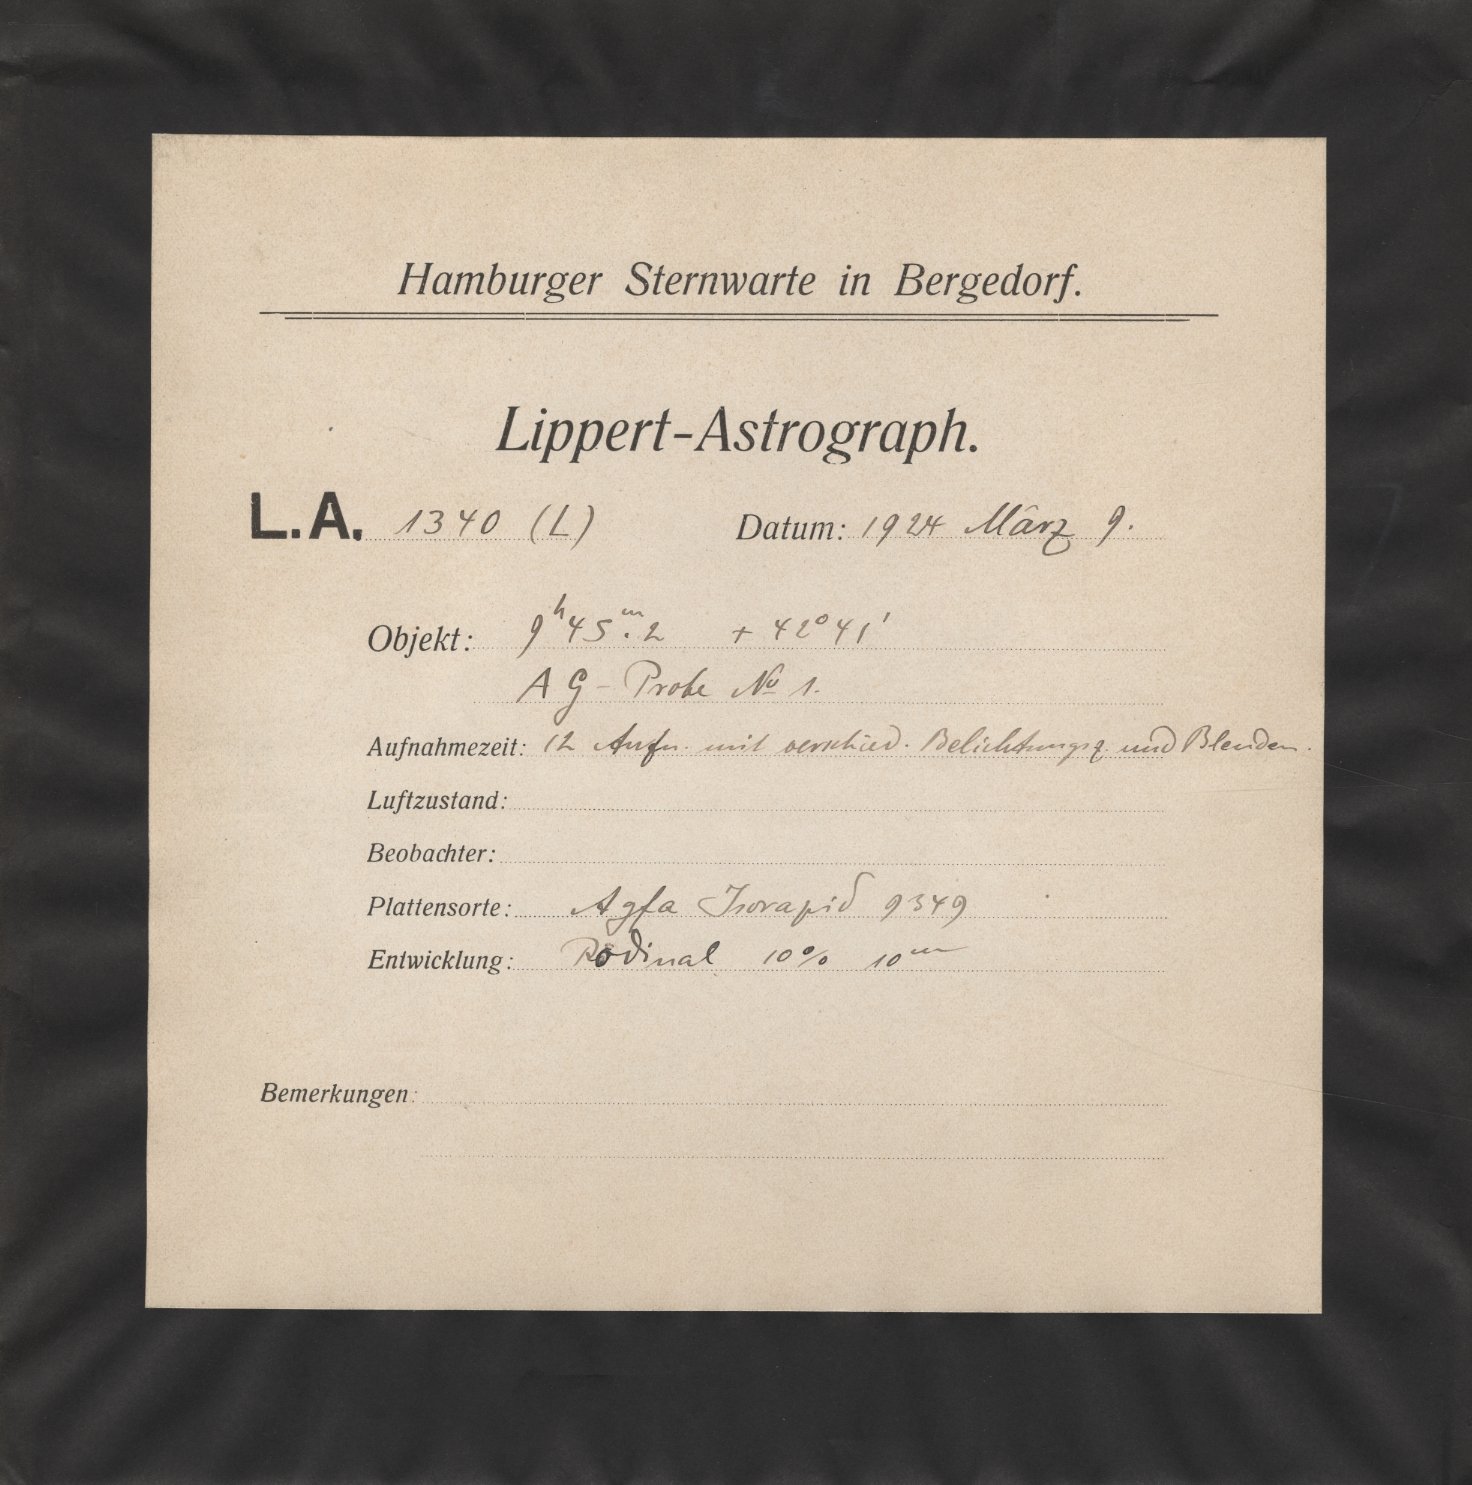 Hamburger Sternwarte in Bergedorf.
Lippert-Astrograph.
L.A. 1340 (L) Datum: 1924 März 9.
Objekt: 9ʰ45ᵐ.2 + 42°41'
AG-Probe No 1.
Aufnahmezeit: 12 Aufn. mit verschied. Belichtungsz. und Blenden.
Luftzustand:
Beobachter:
Plattensorte: Agfa Isorapid 9349
Entwicklung: Rodinal 10% 10ᵐ
Bemerkungen: